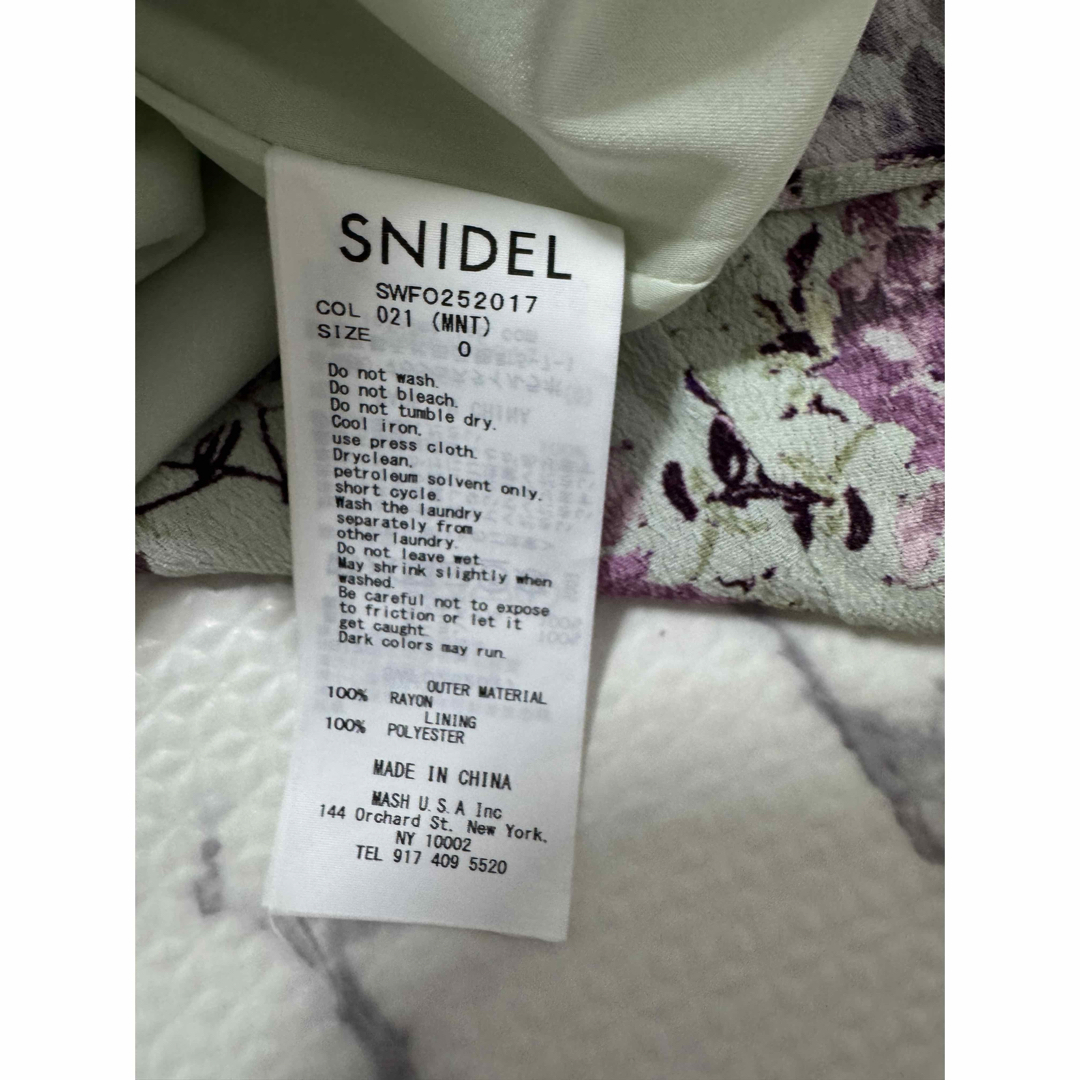 SNIDEL
SWFO252017
COL 021 (MNT)
SIZE 0
Do not wash.
Do not bleach.
Do not tumble dry.
Cool iron.
use press cloth.
Dryclean.
petroleum solvent only.
short cycle.
Wash the laundry
separately from
other laundry.
Do not leave wet.
May shrink slightly when
washed.
Be careful not to expose
to friction or let it
get caught.
Dark colors may run.
OUTER MATERIAL
100% RAYON
LINING
100% POLYESTER
MADE IN CHINA
MASH U.S.A Inc
144 Orchard St. New York.
NY 10002
TEL 917 409 5520